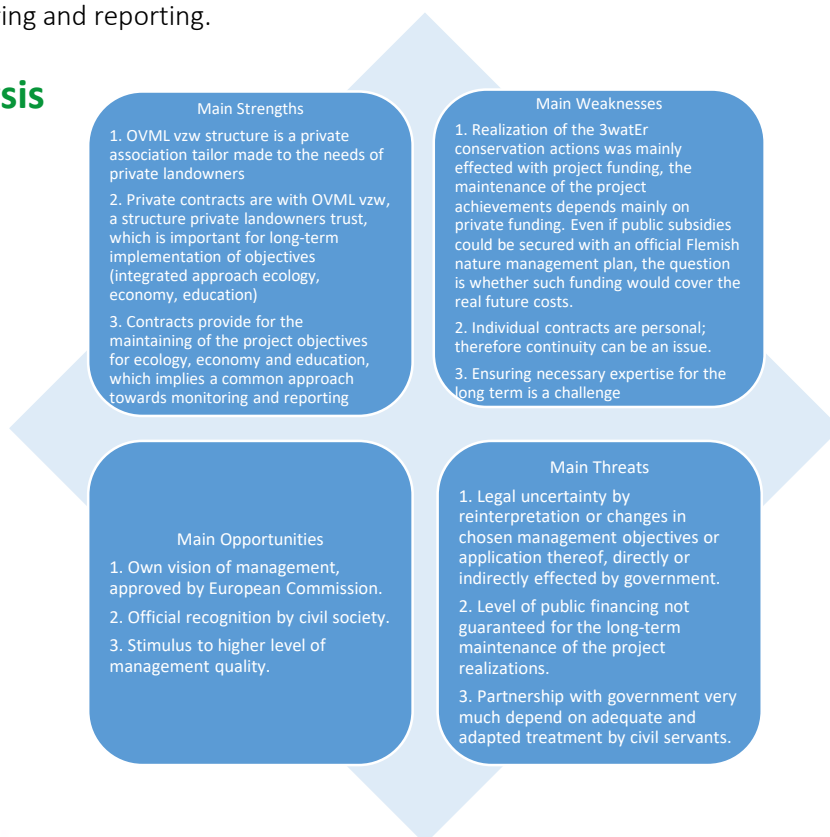 ing and reporting.
sis
Main Strengths
1. OVML vzw structure is a private
association tailor made to the needs of
private landowners
2. Private contracts are with OVML vzw,
a structure private landowners trust,
which is important for long-term
implementation of objectives
(integrated approach ecology,
economy, education)
3. Contracts provide for the
maintaining of the project objectives
for ecology, economy and education,
which implies a common approach
towards monitoring and reporting
Main Weaknesses
1. Realization of the 3watEr
conservation actions was mainly
effected with project funding, the
maintenance of the project
achievements depends mainly on
private funding. Even if public subsidies
could be secured with an official Flemish
nature management plan, the question
is whether such funding would cover the
real future costs.
2. Individual contracts are personal;
therefore continuity can be an issue.
3. Ensuring necessary expertise for the
long term is a challenge
Main Opportunities
1. Own vision of management,
approved by European Commission.
2. Official recognition by civil society.
3. Stimulus to higher level of
management quality.
Main Threats
1. Legal uncertainty by
reinterpretation or changes in
chosen management objectives or
application thereof, directly or
indirectly effected by government.
2. Level of public financing not
guaranteed for the long-term
maintenance of the project
realizations.
3. Partnership with government very
much depend on adequate and
adapted treatment by civil servants.